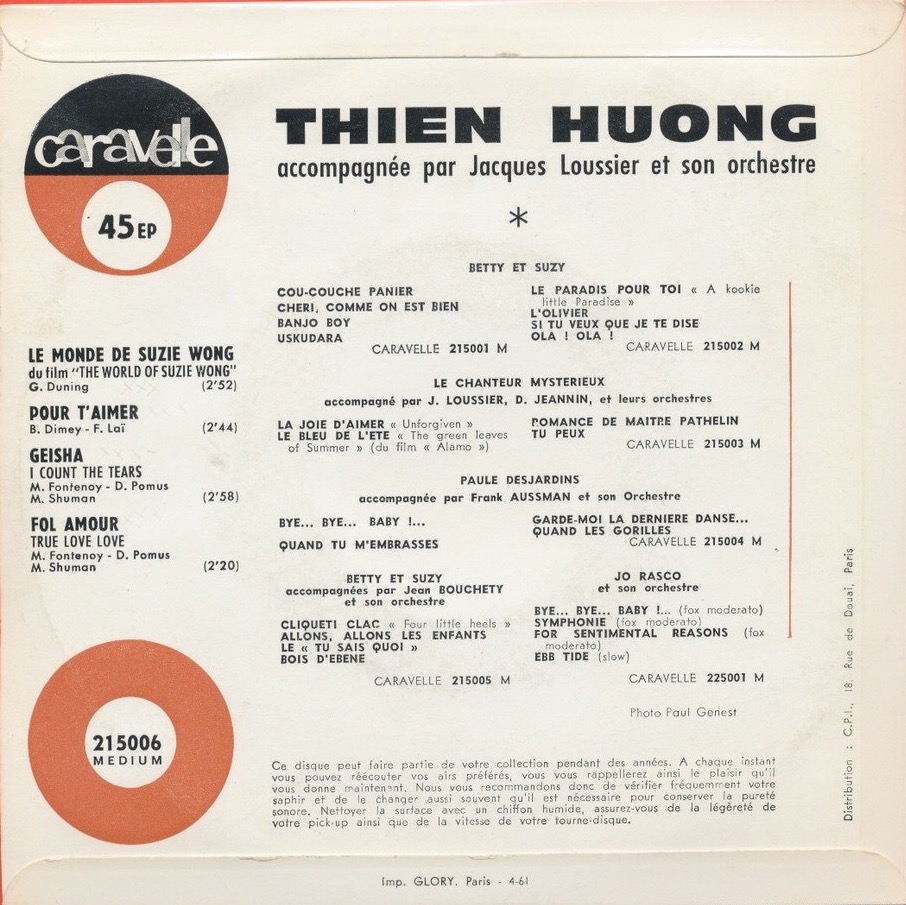 caravelle
45 EP
THIEN HUONG
accompagnée par Jacques Loussier et son orchestre
*
LE MONDE DE SUZIE WONG
du film "THE WORLD OF SUZIE WONG"
G. Duning (2'52)
POUR T'AIMER
B. Dimey - F. Laï (2'44)
GEISHA
I COUNT THE TEARS
M. Fontenoy - D. Pomus
M. Shuman (2'58)
FOL AMOUR
TRUE LOVE LOVE
M. Fontenoy - D. Pomus
M. Shuman (2'20)
215006
MEDIUM
BETTY ET SUZY
COU-COUCHE PANIER
CHERI, COMME ON EST BIEN
BANJO BOY
USKUDARA
CARAVELLE 215001 M
LE PARADIS POUR TOI « A kookie
little Paradise »
L'OLIVIER
SI TU VEUX QUE JE TE DISE
OLA ! OLA !
CARAVELLE 215002 M
LE CHANTEUR MYSTERIEUX
accompagné par J. LOUSSIER, D. JEANNIN, et leurs orchestres
LA JOIE D'AIMER « Unforgiven »
LE BLEU DE L'ETE « The green leaves
of Summer » (du film « Alamo »)
ROMANCE DE MAITRE PATHELIN
TU PEUX
CARAVELLE 215003 M
PAULE DESJARDINS
accompagnée par Frank AUSSMAN et son Orchestre
BYE... BYE... BABY !...
QUAND TU M'EMBRASSES
GARDE-MOI LA DERNIERE DANSE...
QUAND LES GORILLES
CARAVELLE 215004 M
BETTY ET SUZY
accompagnées par Jean BOUCHETY
et son orchestre
CLIQUETI CLAC « Four little heels »
ALLONS, ALLONS LES ENFANTS
LE « TU SAIS QUOI »
BOIS D'EBENE
CARAVELLE 215005 M
JO RASCO
et son orchestre
BYE... BYE... BABY !... (fox moderato)
SYMPHONIE (fox moderato)
FOR SENTIMENTAL REASONS (fox
moderato)
EBB TIDE (slow)
CARAVELLE 225001 M
Photo Paul Genest
Ce disque peut faire partie de votre collection pendant des années. A chaque instant
vous pouvez réécouter vos airs préférés, vous vous rappellerez ainsi le plaisir qu'il
vous donne maintenant. Nous vous recommandons donc de vérifier fréquemment votre
saphir et de le changer aussi souvent qu'il est nécessaire pour conserver la pureté
sonore. Nettoyer la surface avec un chiffon humide, assurez-vous de la légèreté de
votre pick-up ainsi que de la vitesse de votre tourne-disque.
Distribution : C.P.I., 18, Rue de Douai, Paris
Imp. GLORY. Paris - 4-61